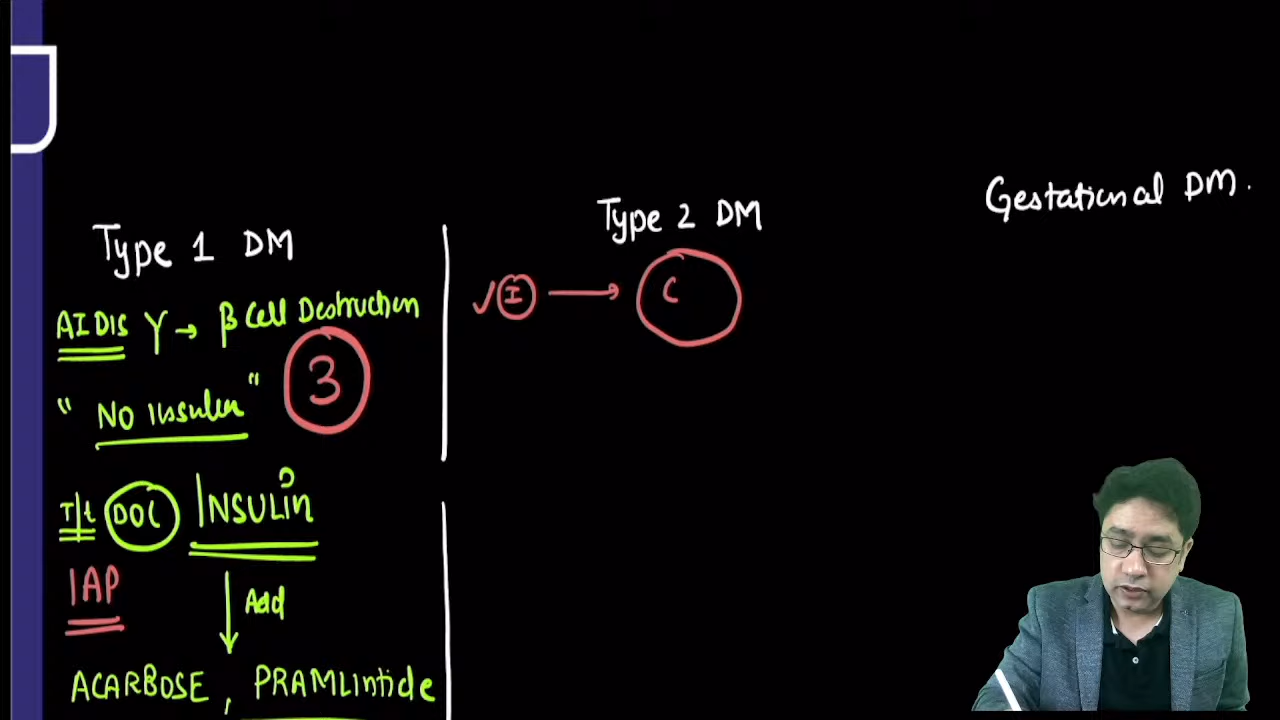 Gestational DM.
Type 1 DM
Type 2 DM
AI DIS Y → β Cell Destruction
I → C
" NO Insulin "
3
T/t DOC INSULIN
IAP
Add
ACARBOSE , PRAMLintide